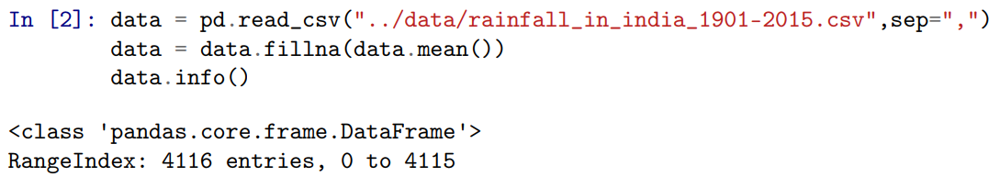 In [2]: data = pd.read_csv("../data/rainfall_in_india_1901-2015.csv",sep=",")
data = data.fillna(data.mean())
data.info()
<class 'pandas.core.frame.DataFrame'>
RangeIndex: 4116 entries, 0 to 4115